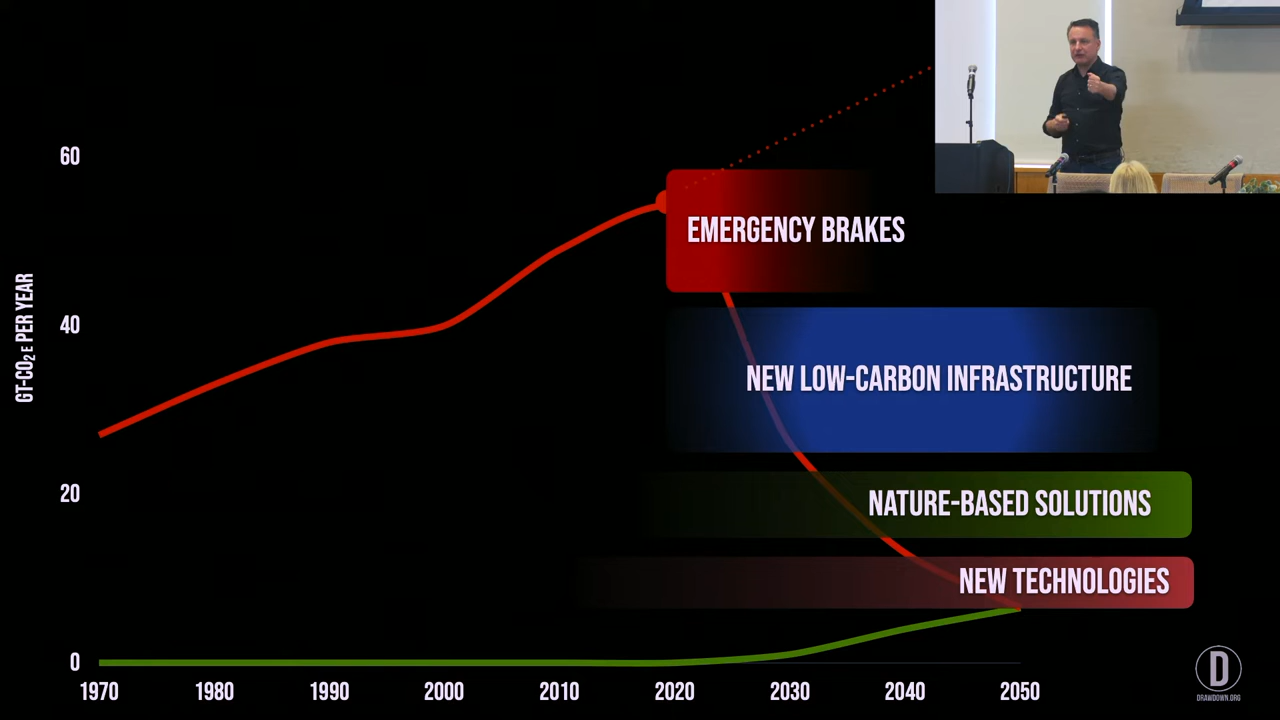 60
EMERGENCY BRAKES
GT-CO2 E PER YEAR
40
NEW LOW-CARBON INFRASTRUCTURE
20
NATURE-BASED SOLUTIONS
NEW TECHNOLOGIES
0
1970 1980 1990 2000 2010 2020 2030 2040 2050
D
DRAWDOWN.ORG